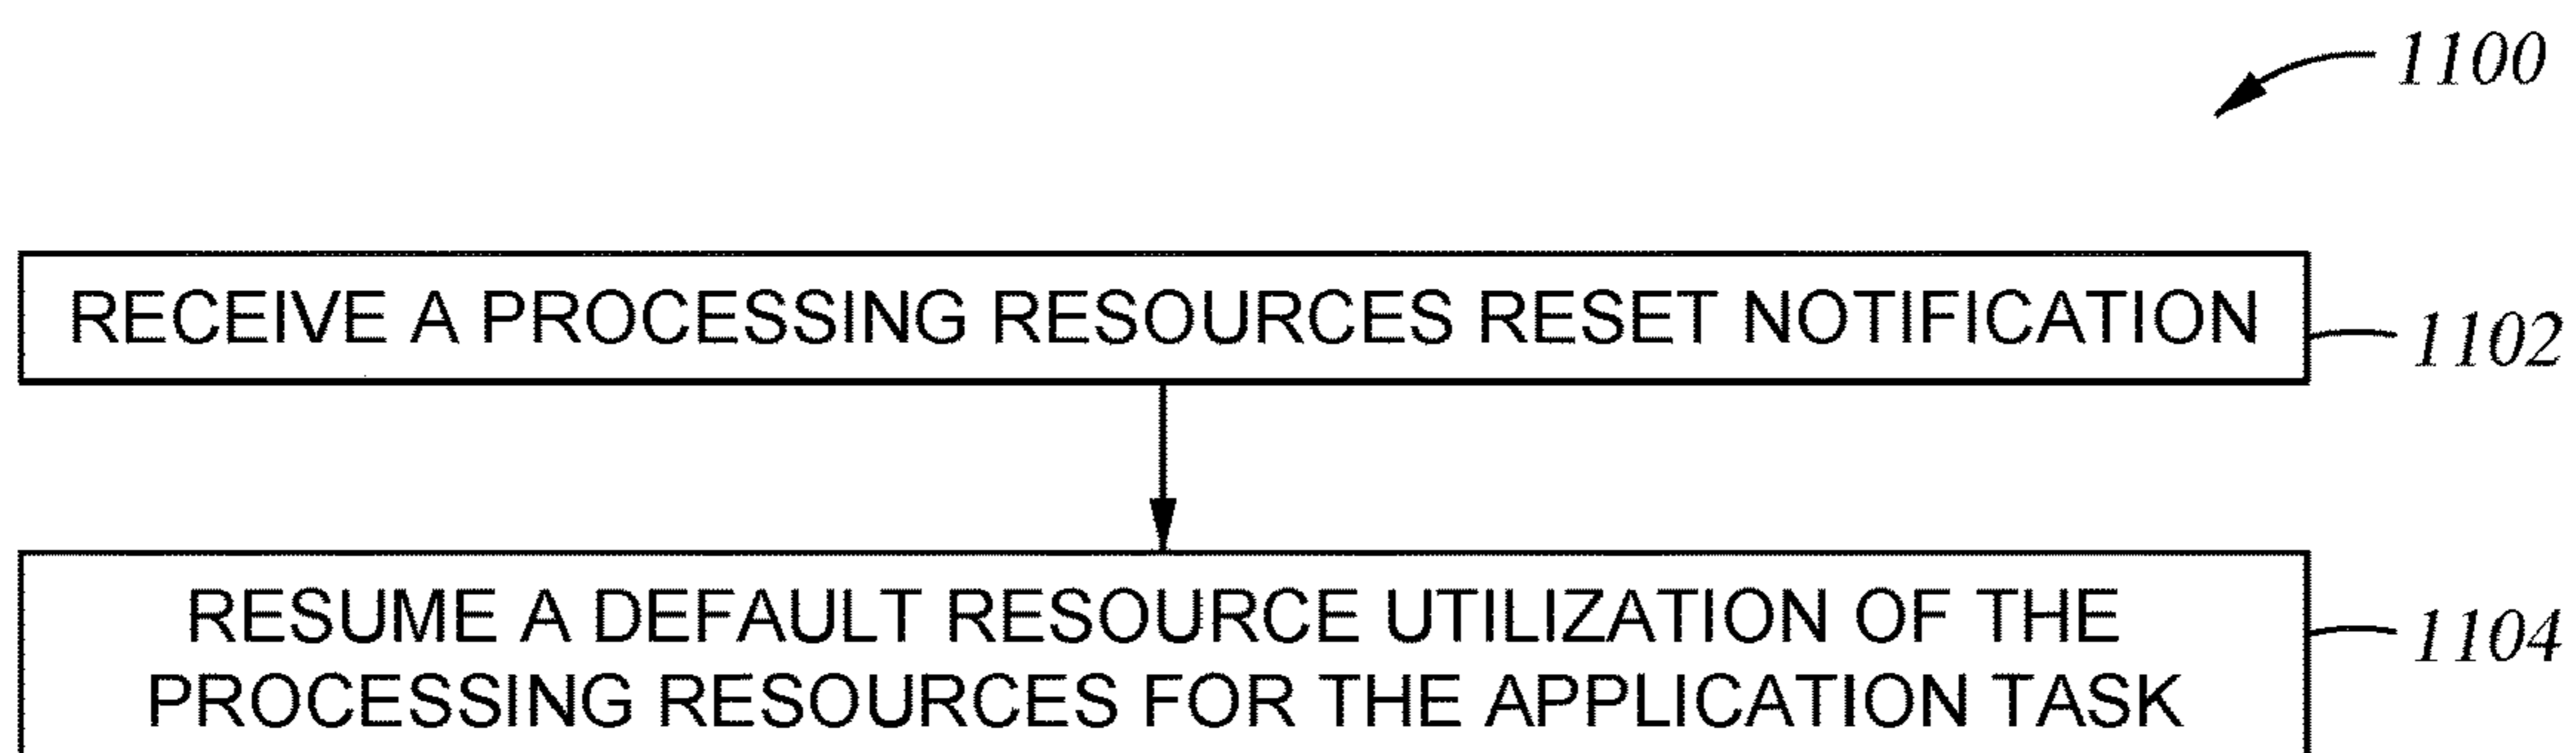 1100
RECEIVE A PROCESSING RESOURCES RESET NOTIFICATION
1102
RESUME A DEFAULT RESOURCE UTILIZATION OF THE
PROCESSING RESOURCES FOR THE APPLICATION TASK
1104